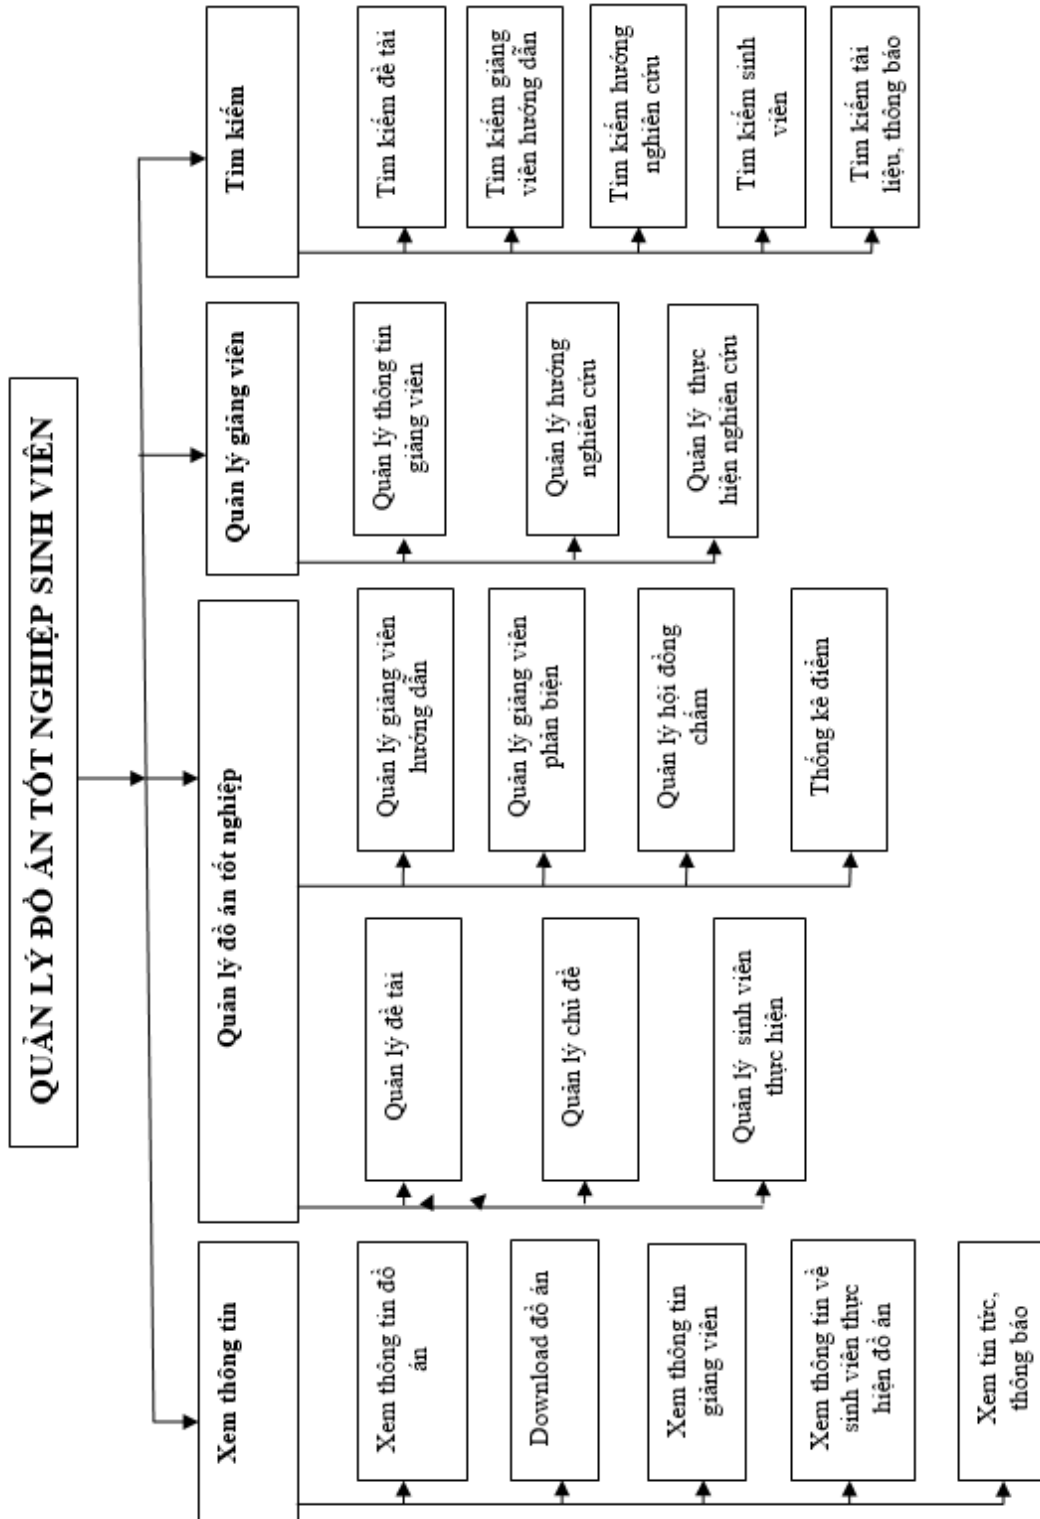 QUẢN LÝ ĐỒ ÁN TỐT NGHIỆP SINH VIÊN
Xem thông tin
Xem thông tin đồ
án
Download đồ án
Xem thông tin
giảng viên
Xem thông tin về
sinh viên thực
hiện đồ án
Xem tin tức,
thông báo
Quản lý đồ án tốt nghiệp
Quản lý đề tài
Quản lý chủ đề
Quản lý sinh viên
thực hiện
Quản lý giảng viên
hướng dẫn
Quản lý giảng viên
phản biện
Quản lý hội đồng
chấm
Thống kê điểm
Quản lý giảng viên
Quản lý thông tin
giảng viên
Quản lý hướng
nghiên cứu
Quản lý thực
hiện nghiên cứu
Tìm kiếm
Tìm kiếm đề tài
Tìm kiếm giảng
viên hướng dẫn
Tìm kiếm hướng
nghiên cứu
Tìm kiếm sinh
viên
Tìm kiếm tài
liệu, thông báo